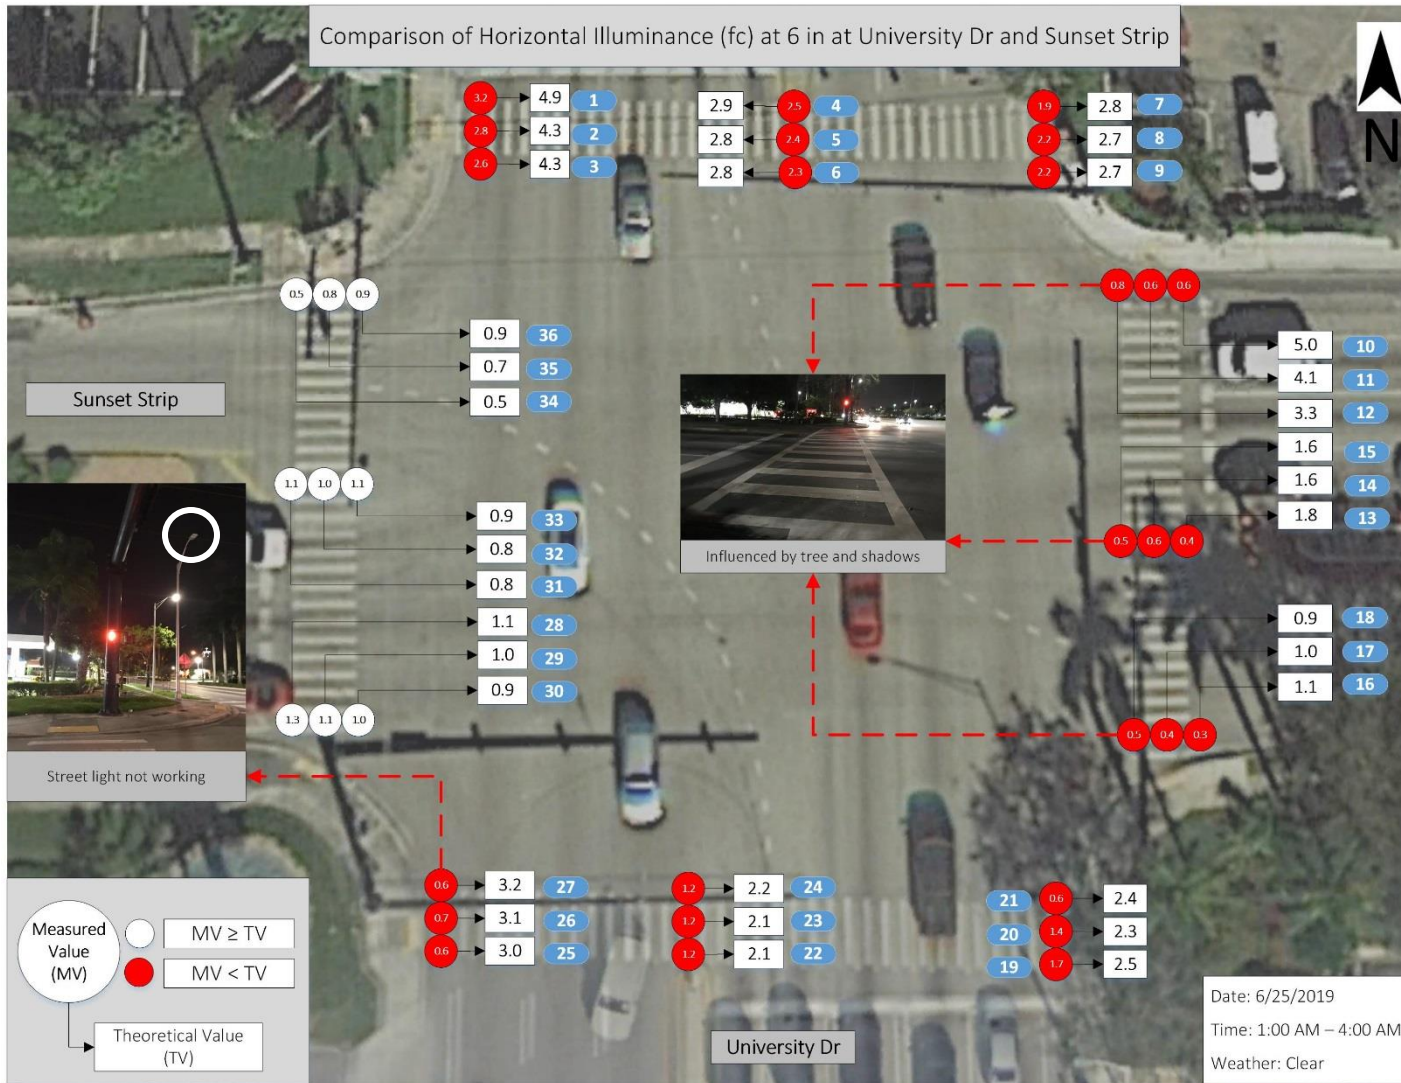 Comparison of Horizontal Illuminance (fc) at 6 in at University Dr and Sunset Strip
N
3.2 4.9 1
2.8 4.3 2
2.6 4.3 3
2.9 2.5 4
2.8 2.4 5
2.8 2.3 6
1.9 2.8 7
2.2 2.7 8
2.2 2.7 9
0.5 0.8 0.9
0.9 36
0.7 35
0.5 34
Sunset Strip
1.1 1.0 1.1
0.9 33
0.8 32
0.8 31
1.1 28
1.0 29
0.9 30
1.3 1.1 1.0
Street light not working
Influenced by tree and shadows
0.8 0.6 0.6
5.0 10
4.1 11
3.3 12
1.6 15
1.6 14
1.8 13
0.5 0.6 0.4
0.9 18
1.0 17
1.1 16
0.5 0.4 0.3
0.6 3.2 27
0.7 3.1 26
0.6 3.0 25
1.2 2.2 24
1.2 2.1 23
1.2 2.1 22
21 0.6 2.4
20 1.4 2.3
19 1.7 2.5
Measured
Value
(MV)
MV ≥ TV
MV < TV
Theoretical Value
(TV)
University Dr
Date: 6/25/2019
Time: 1:00 AM – 4:00 AM
Weather: Clear